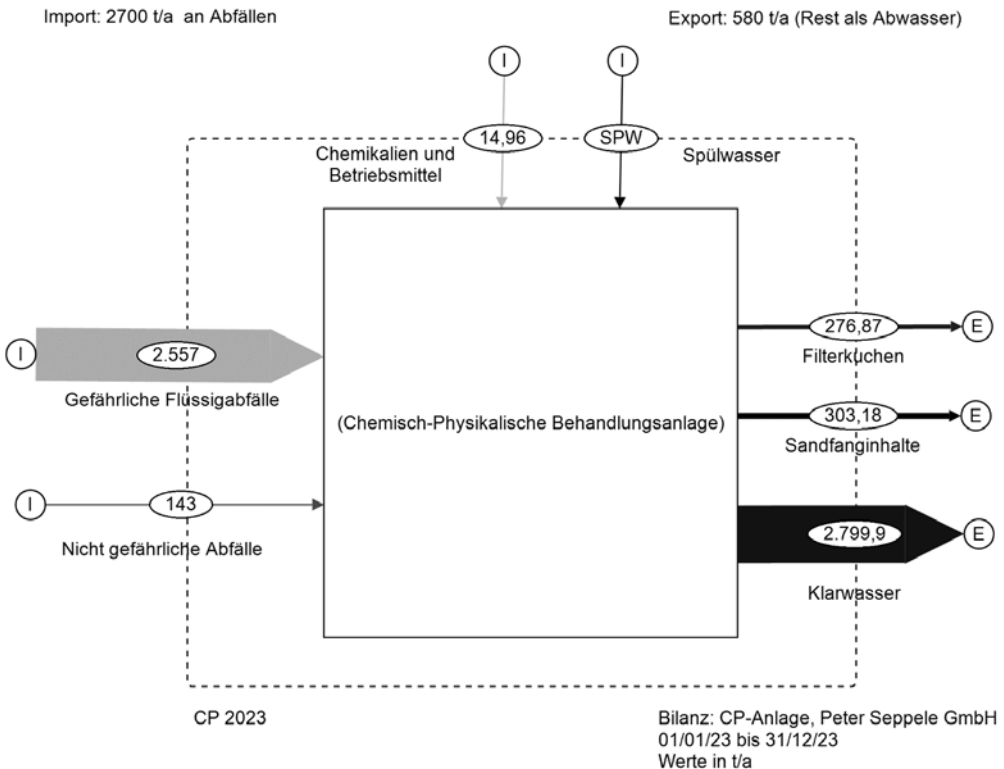 Import: 2700 t/a an Abfällen
Export: 580 t/a (Rest als Abwasser)
I
I
14,96
SPW
Chemikalien und
Betriebsmittel
Spülwasser
I
2.557
Gefährliche Flüssigabfälle
276,87
E
Filterkuchen
(Chemisch-Physikalische Behandlungsanlage)
303,18
E
Sandfanginhalte
I
143
Nicht gefährliche Abfälle
2.799,9
E
Klarwasser
CP 2023
Bilanz: CP-Anlage, Peter Seppele GmbH
01/01/23 bis 31/12/23
Werte in t/a